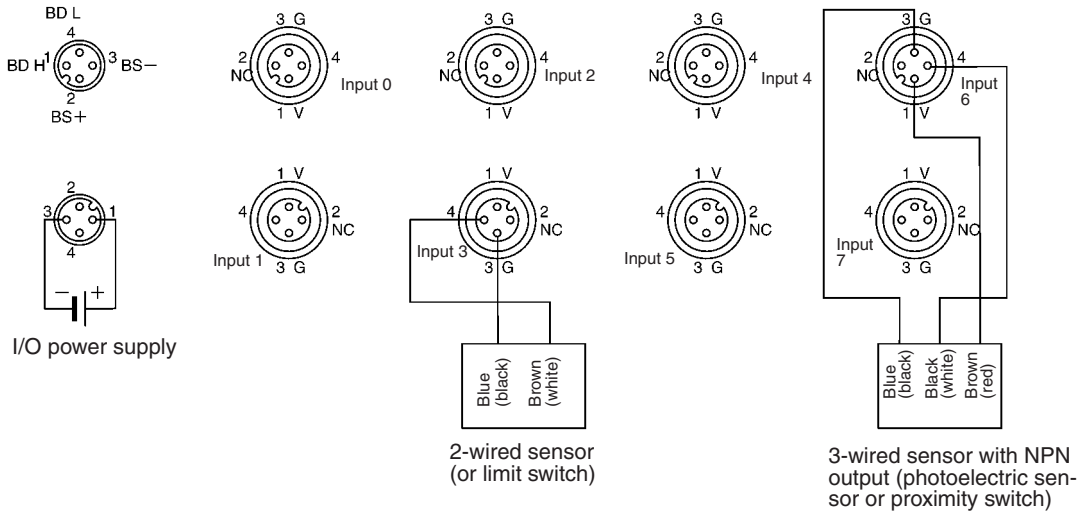 BD L
4
BD H 1
3 BS−
2
BS+
3 G
2
NC
4
Input 0
1 V
3 G
2
NC
4
Input 2
1 V
3 G
2
NC
4
Input 4
1 V
3 G
2
NC
4
Input
6
1 V
2
3
1
4
− +
I/O power supply
1 V
4
2
NC
Input 1
3 G
1 V
4
2
NC
Input 3
3 G
1 V
4
2
NC
Input 5
3 G
1 V
4
2
NC
Input
7
3 G
Blue
(black)
Brown
(white)
2-wired sensor
(or limit switch)
Blue
(black)
Black
(white)
Brown
(red)
3-wired sensor with NPN
output (photoelectric sen-
sor or proximity switch)